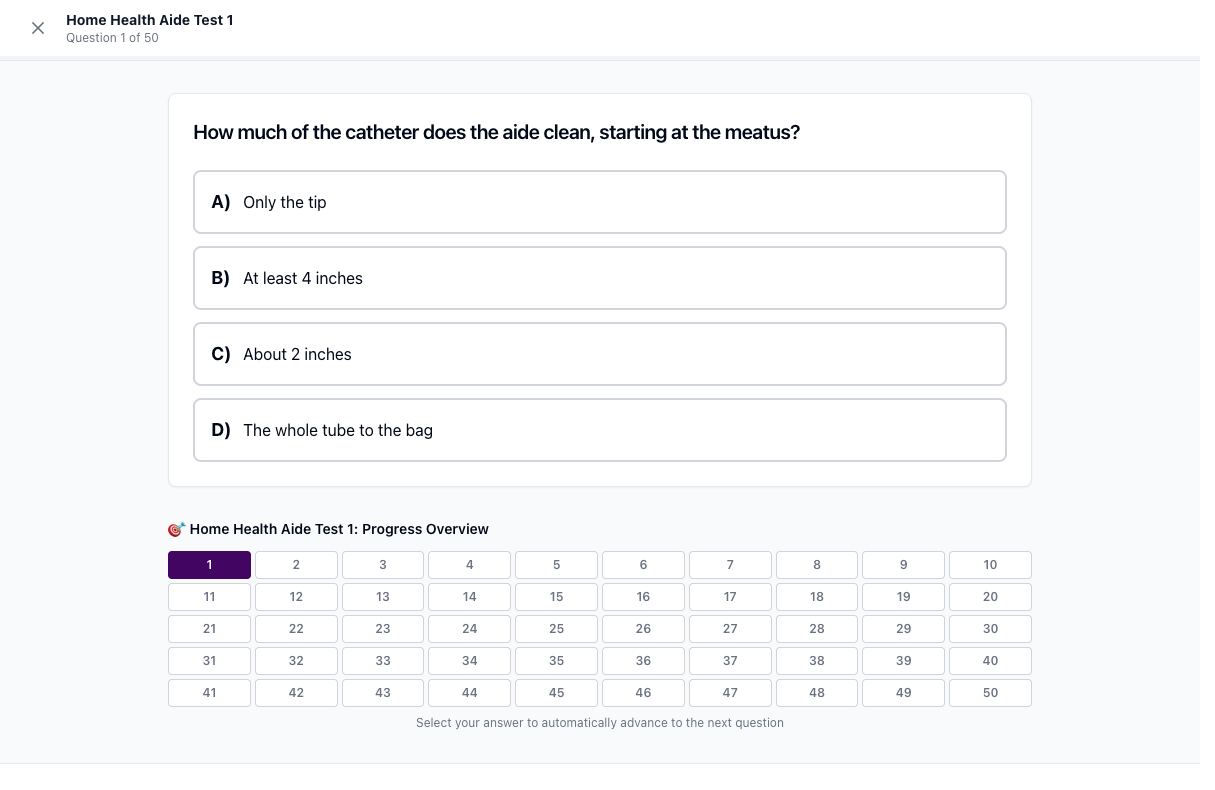 Home Health Aide Test 1
Question 1 of 50
How much of the catheter does the aide clean, starting at the meatus?
A) Only the tip
B) At least 4 inches
C) About 2 inches
D) The whole tube to the bag
Home Health Aide Test 1: Progress Overview
1 2 3 4 5 6 7 8 9 10
11 12 13 14 15 16 17 18 19 20
21 22 23 24 25 26 27 28 29 30
31 32 33 34 35 36 37 38 39 40
41 42 43 44 45 46 47 48 49 50
Select your answer to automatically advance to the next question